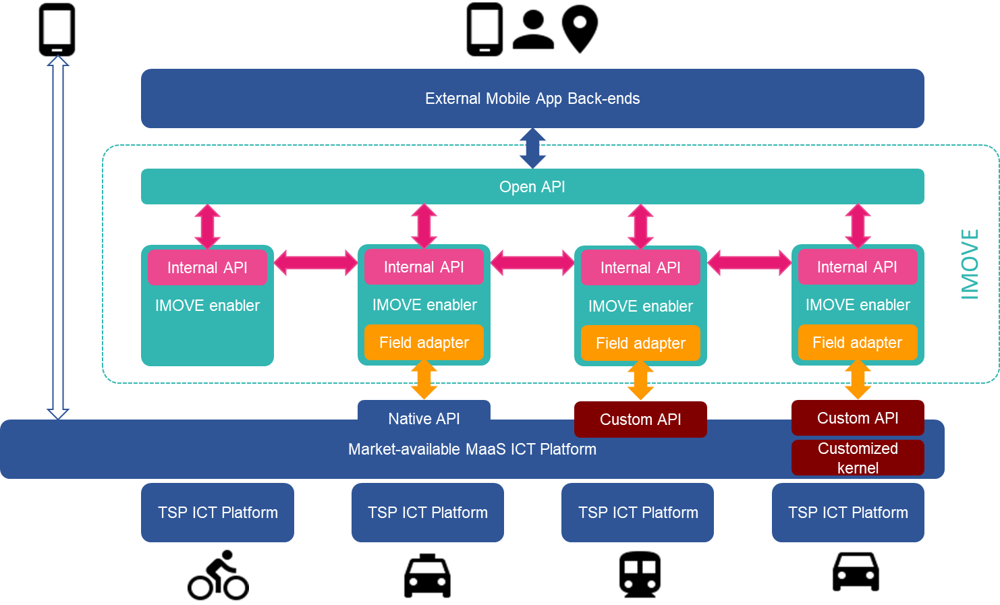 External Mobile App Back-ends
Open API
IMOVE
Internal API
Internal API
Internal API
Internal API
IMOVE enabler
IMOVE enabler
IMOVE enabler
IMOVE enabler
Field adapter
Field adapter
Field adapter
Native API
Custom API
Custom API
Market-available MaaS ICT Platform
Customized
kernel
TSP ICT Platform
TSP ICT Platform
TSP ICT Platform
TSP ICT Platform